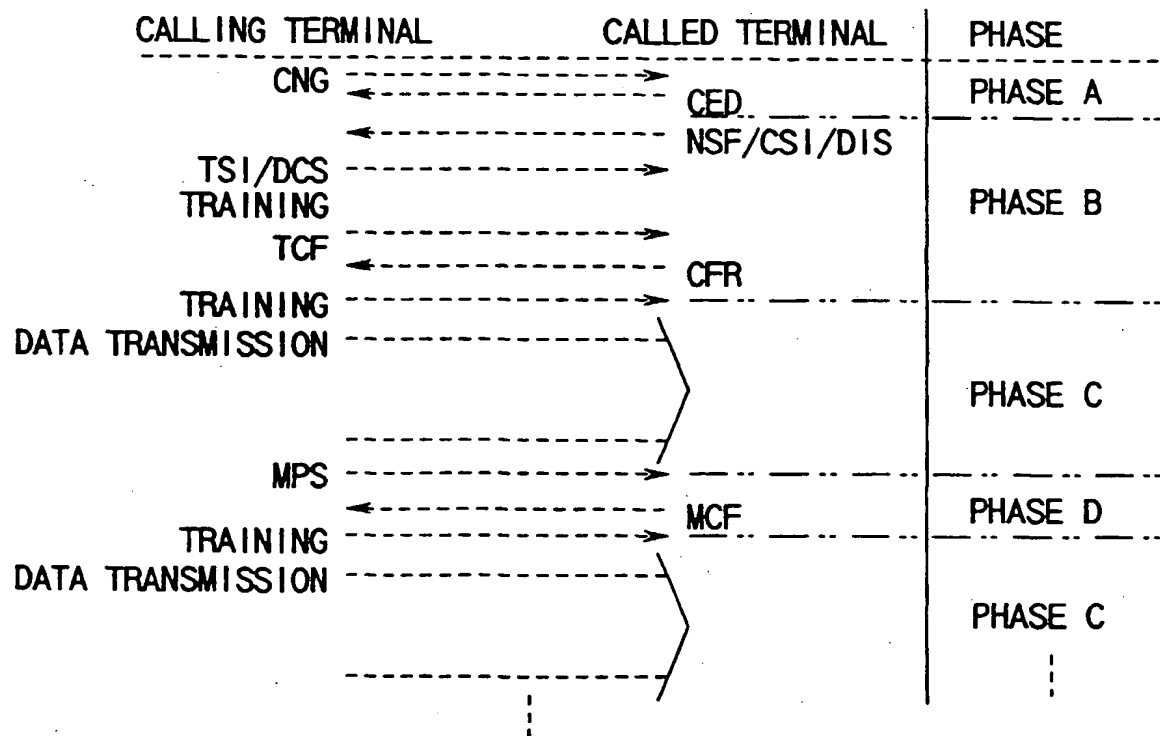 CALLING TERMINAL CALLED TERMINAL PHASE
CNG
CED
PHASE A
NSF/CSI/DIS
TSI/DCS
TRAINING
PHASE B
TCF
CFR
TRAINING
DATA TRANSMISSION
PHASE C
MPS
MCF
PHASE D
TRAINING
DATA TRANSMISSION
PHASE C